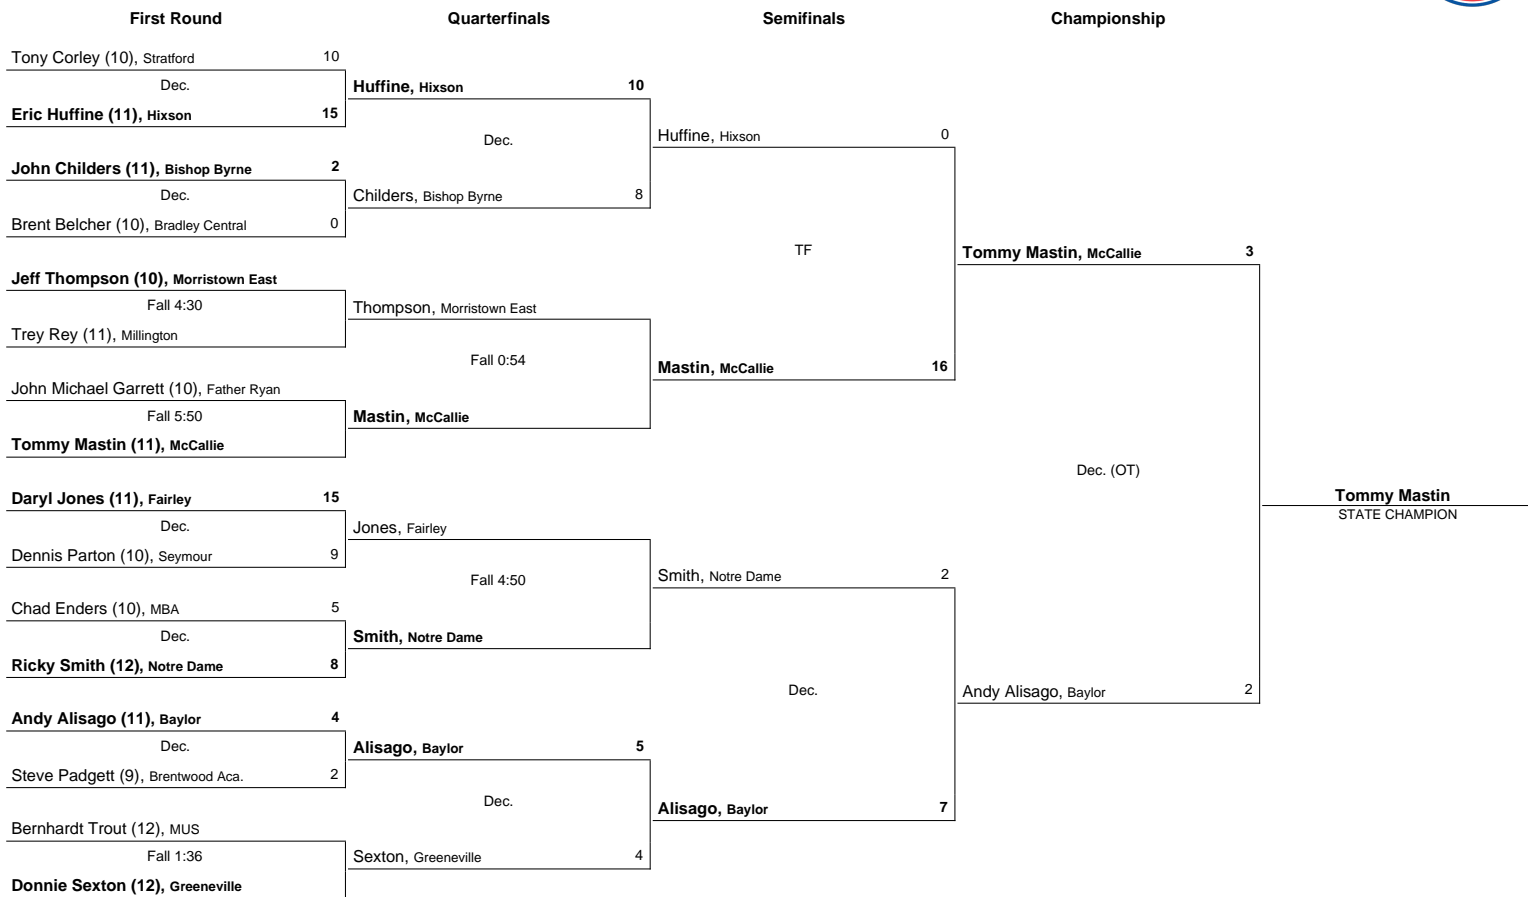 First Round
Quarterfinals
Semifinals
Championship
Tony Corley (10), Stratford 10
Dec.
Eric Huffine (11), Hixson 15
John Childers (11), Bishop Byrne 2
Dec.
Brent Belcher (10), Bradley Central 0
Jeff Thompson (10), Morristown East
Fall 4:30
Trey Rey (11), Millington
John Michael Garrett (10), Father Ryan
Fall 5:50
Tommy Mastin (11), McCallie
Daryl Jones (11), Fairley 15
Dec.
Dennis Parton (10), Seymour 9
Chad Enders (10), MBA 5
Dec.
Ricky Smith (12), Notre Dame 8
Andy Alisago (11), Baylor 4
Dec.
Steve Padgett (9), Brentwood Aca. 2
Bernhardt Trout (12), MUS
Fall 1:36
Donnie Sexton (12), Greeneville
Huffine, Hixson 10
Dec.
Childers, Bishop Byrne 8
Thompson, Morristown East
Fall 0:54
Mastin, McCallie
Jones, Fairley
Fall 4:50
Smith, Notre Dame
Alisago, Baylor 5
Dec.
Sexton, Greeneville 4
Huffine, Hixson 0
TF
Mastin, McCallie 16
Smith, Notre Dame 2
Dec.
Alisago, Baylor 7
Tommy Mastin, McCallie 3
Dec. (OT)
Andy Alisago, Baylor 2
Tommy Mastin
STATE CHAMPION